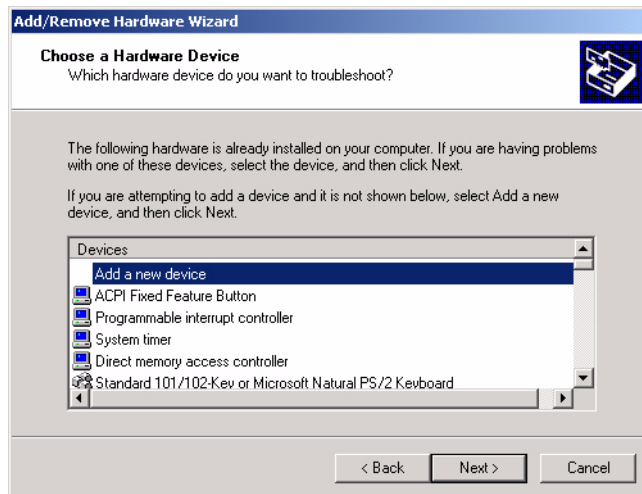 Add/Remove Hardware Wizard
Choose a Hardware Device
Which hardware device do you want to troubleshoot?
The following hardware is already installed on your computer. If you are having problems
with one of these devices, select the device, and then click Next.
If you are attempting to add a device and it is not shown below, select Add a new
device, and then click Next.
Devices
Add a new device
ACPI Fixed Feature Button
Programmable interrupt controller
System timer
Direct memory access controller
Standard 101/102-Key or Microsoft Natural PS/2 Keyboard
< Back Next > Cancel